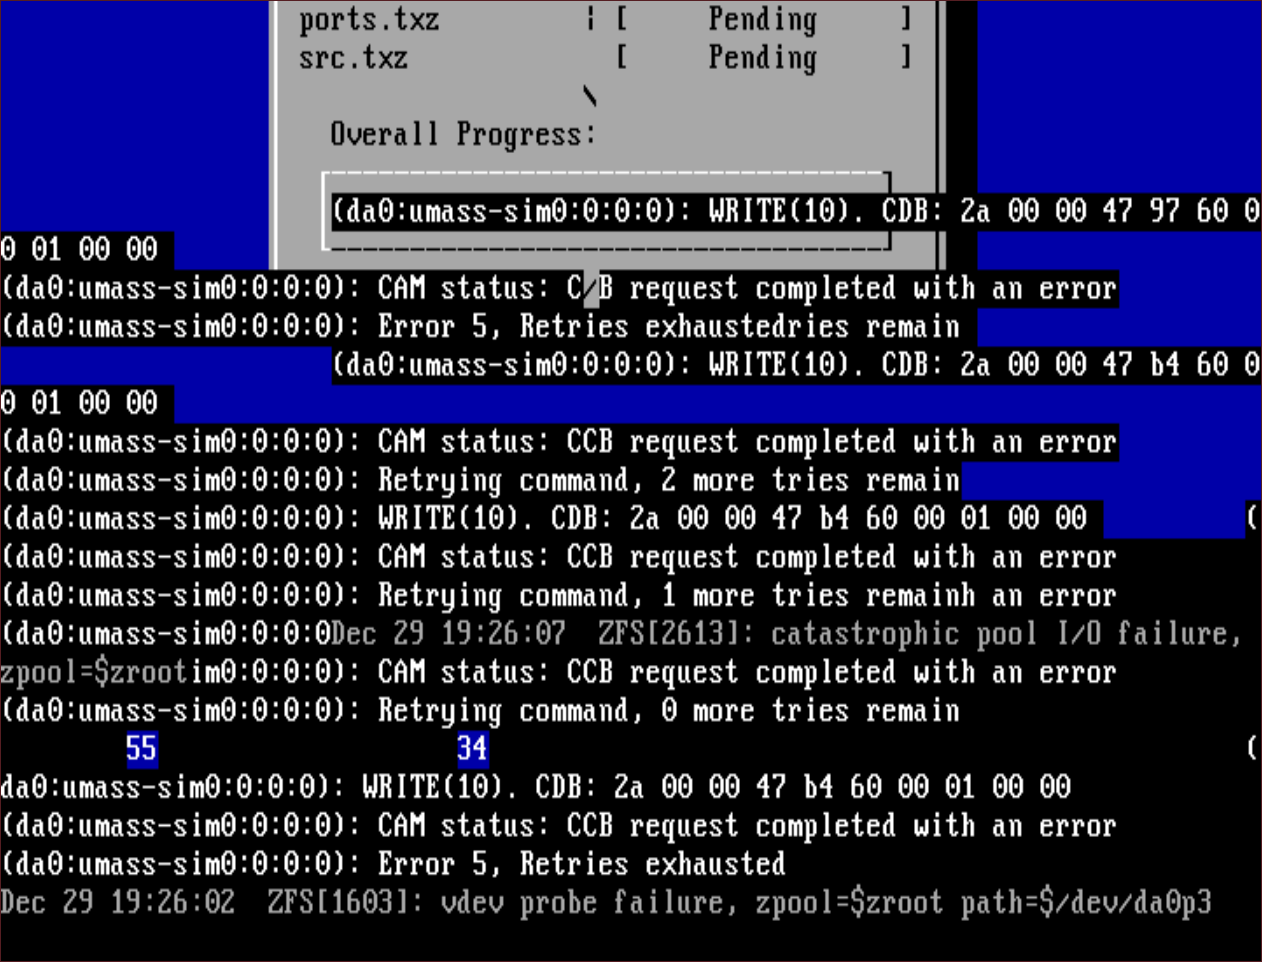 ports.txz ¦ [ Pending ]
src.txz [ Pending ]
\
Overall Progress:
(da0:umass-sim0:0:0:0): WRITE(10). CDB: 2a 00 00 47 97 60 0
0 01 00 00
(da0:umass-sim0:0:0:0): CAM status: C/B request completed with an error
(da0:umass-sim0:0:0:0): Error 5, Retries exhaustedries remain
(da0:umass-sim0:0:0:0): WRITE(10). CDB: 2a 00 00 47 b4 60 0
0 01 00 00
(da0:umass-sim0:0:0:0): CAM status: CCB request completed with an error
(da0:umass-sim0:0:0:0): Retrying command, 2 more tries remain
(da0:umass-sim0:0:0:0): WRITE(10). CDB: 2a 00 00 47 b4 60 00 01 00 00 (
(da0:umass-sim0:0:0:0): CAM status: CCB request completed with an error
(da0:umass-sim0:0:0:0): Retrying command, 1 more tries remainh an error
(da0:umass-sim0:0:0:0Dec 29 19:26:07 ZFS[2613]: catastrophic pool I/O failure,
zpool=$zrootim0:0:0:0): CAM status: CCB request completed with an error
(da0:umass-sim0:0:0:0): Retrying command, 0 more tries remain
55 34 (
da0:umass-sim0:0:0:0): WRITE(10). CDB: 2a 00 00 47 b4 60 00 01 00 00
(da0:umass-sim0:0:0:0): CAM status: CCB request completed with an error
(da0:umass-sim0:0:0:0): Error 5, Retries exhausted
Dec 29 19:26:02 ZFS[1603]: vdev probe failure, zpool=$zroot path=$/dev/da0p3